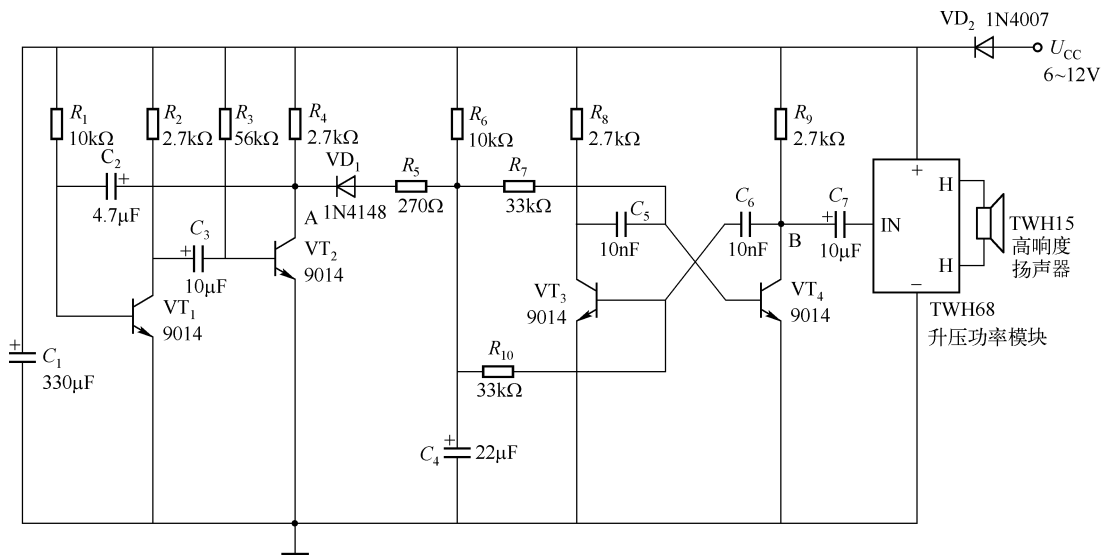 VD2 1N4007
UCC
6~12V
R1
10kΩ
R2
2.7kΩ
R3
56kΩ
R4
2.7kΩ
R6
10kΩ
R8
2.7kΩ
R9
2.7kΩ
C2
+
4.7μF
VD1
1N4148
R5
270Ω
R7
33kΩ
A
C3
+
10μF
VT2
9014
C5
10nF
C6
10nF
B
C7
+
10μF
+
IN
H
H
−
TWH15
高响度
扬声器
TWH68
升压功率模块
VT1
9014
VT3
9014
VT4
9014
+
C1
330μF
R10
33kΩ
+
C4
22μF